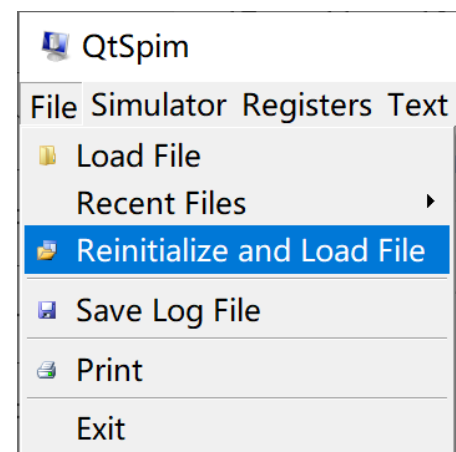 QtSpim
File Simulator Registers Text
Load File
Recent Files
Reinitialize and Load File
Save Log File
Print
Exit